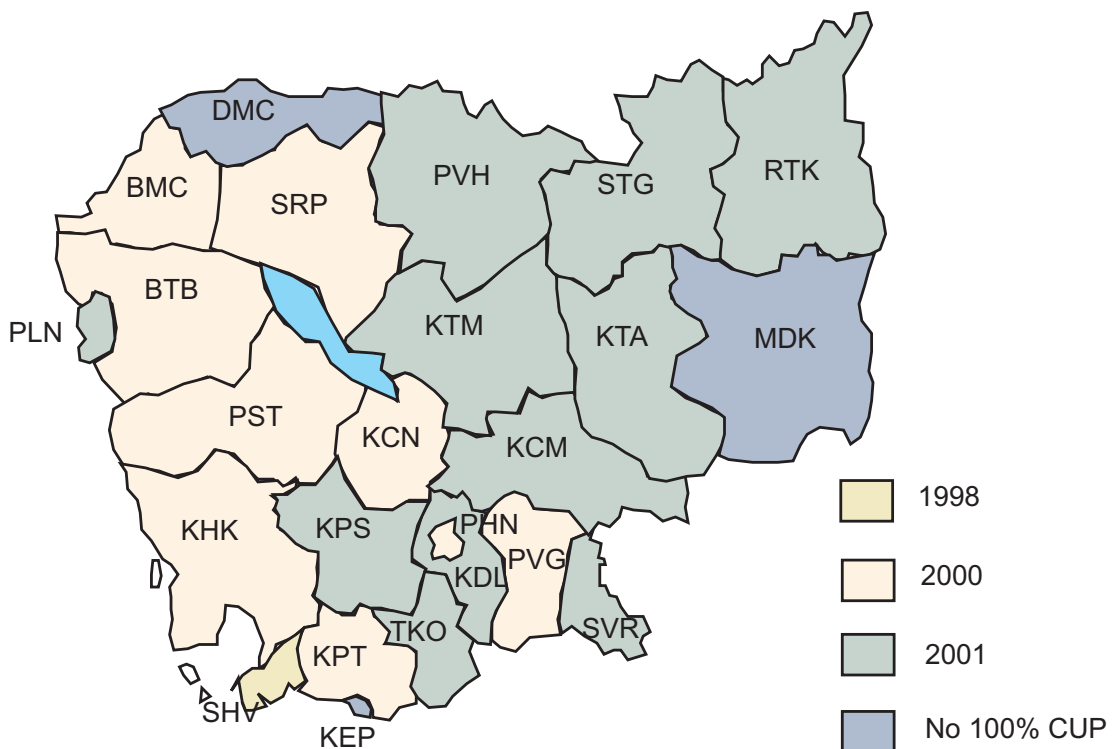 DMC
BMC
SRP
PVH
STG
RTK
BTB
PLN
KTM
KTA
MDK
PST
KCN
KCM
KHK
KPS
PHN
PVG
KDL
TKO
SVR
KPT
SHV
KEP
1998
2000
2001
No 100% CUP